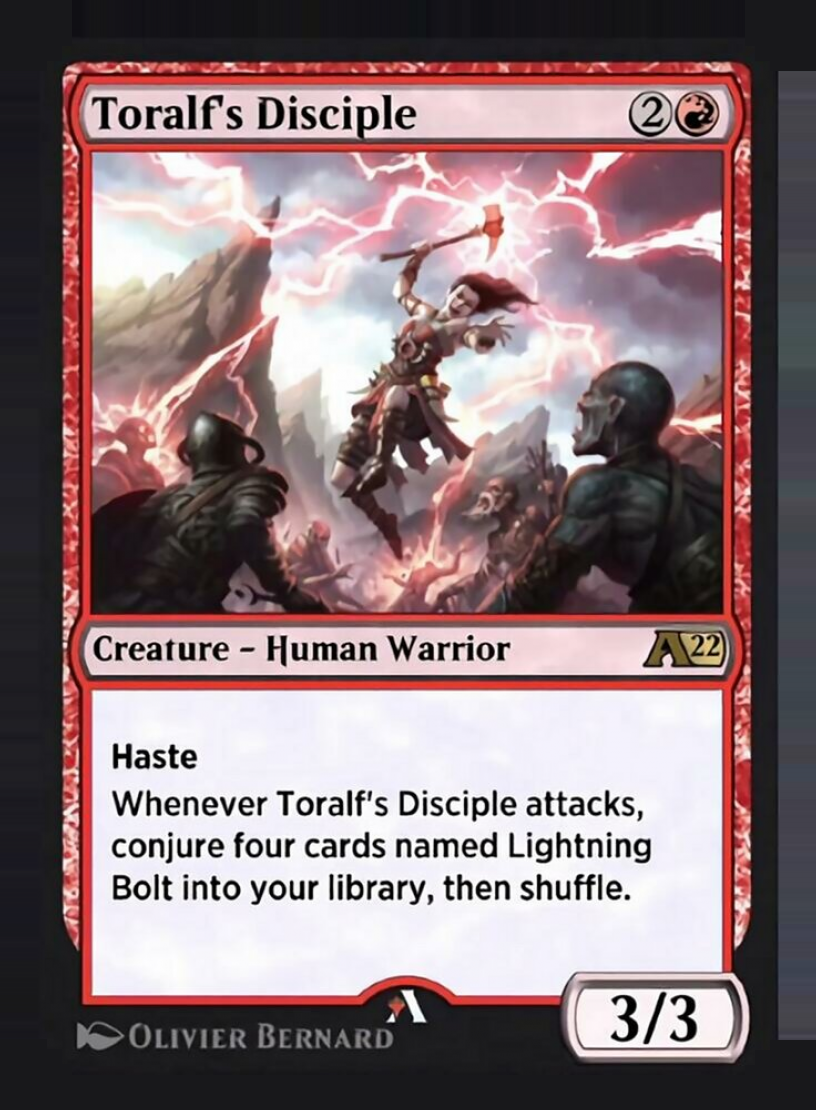 Toralf's Disciple 2
Creature – Human Warrior A22
Haste
Whenever Toralf's Disciple attacks,
conjure four cards named Lightning
Bolt into your library, then shuffle.
3/3
OLIVIER BERNARD